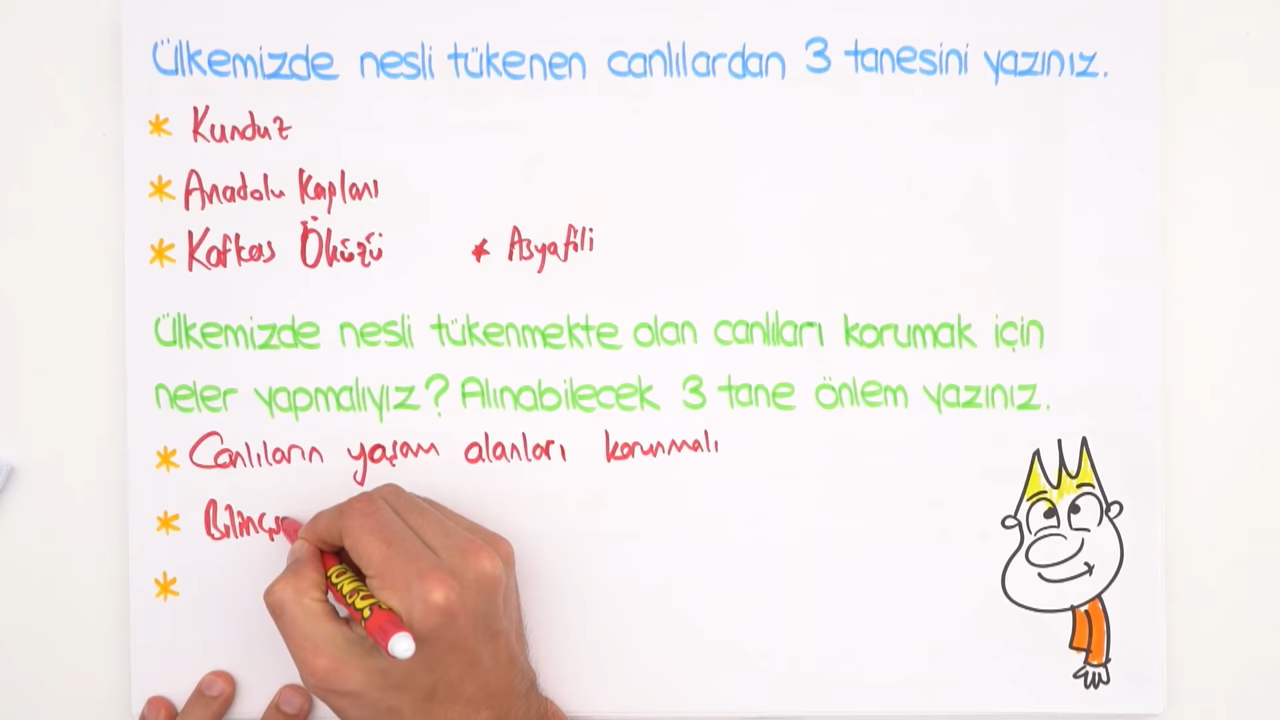 Ülkemizde nesli tükenen canlılardan 3 tanesini yazınız.
* Kunduz
* Anadolu Kaplanı
* Kafkas Öküzü * Asya fili
Ülkemizde nesli tükenmekte olan canlıları korumak için
neler yapmalıyız? Alınabilecek 3 tane önlem yazınız.
* Canlıların yaşam alanları korunmalı
* Bilinçs
*